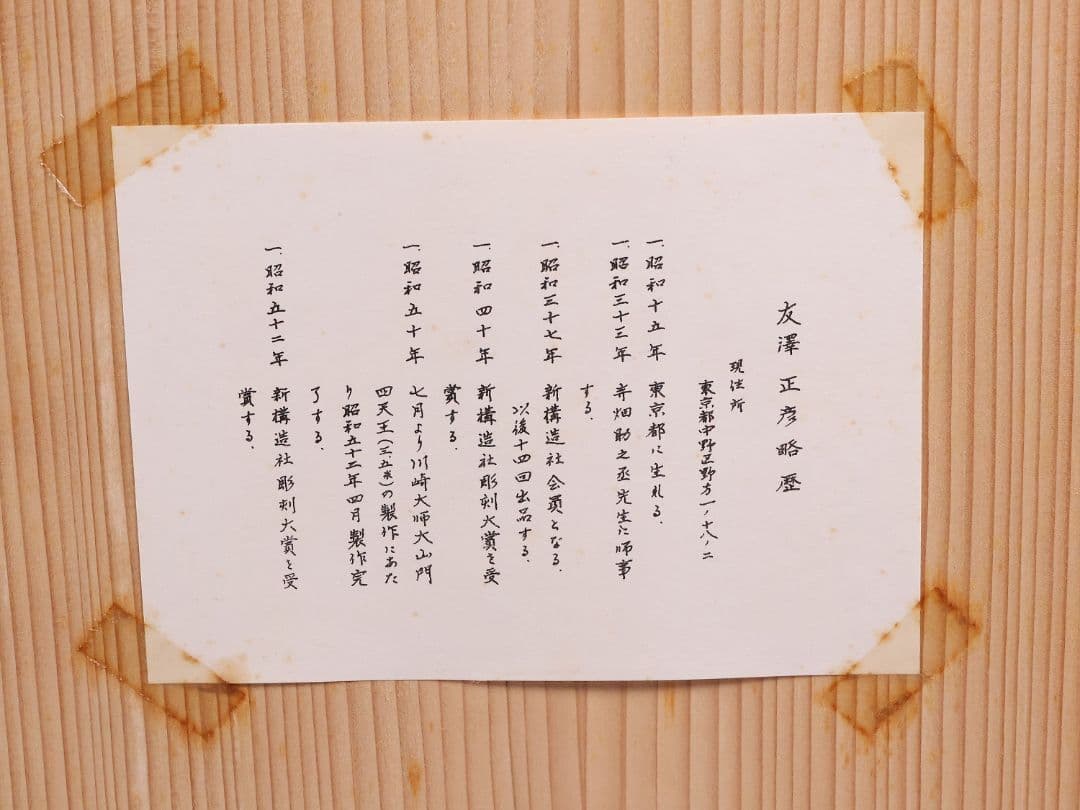 友澤正彦略歴
現住所
東京都中野区野方一ノ十八ノ二
一、昭和十五年 東京都に生れる、
一、昭和三十三年 弁畑助之丞先生に師事
する、
一、昭和三十七年 新構造社会員となる、
以後十四回出品する、
一、昭和四十年 新構造社彫刻大賞を受
賞する、
一、昭和五十年 七月より川崎大師大山門
四天王(三、五米)の製作にあた
り昭和五十二年四月製作完
了する、
一、昭和五十二年 新構造社彫刻大賞を受
賞する、